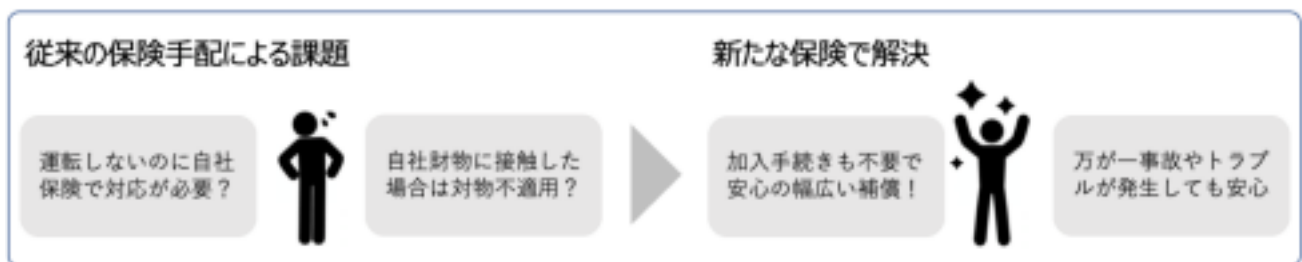 従来の保険手配による課題
運転しないのに自社
保険で対応が必要？
自社財物に接触した
場合は対物不適用？
新たな保険で解決
加入手続きも不要で
安心の幅広い補償！
万が一事故やトラブ
ルが発生しても安心